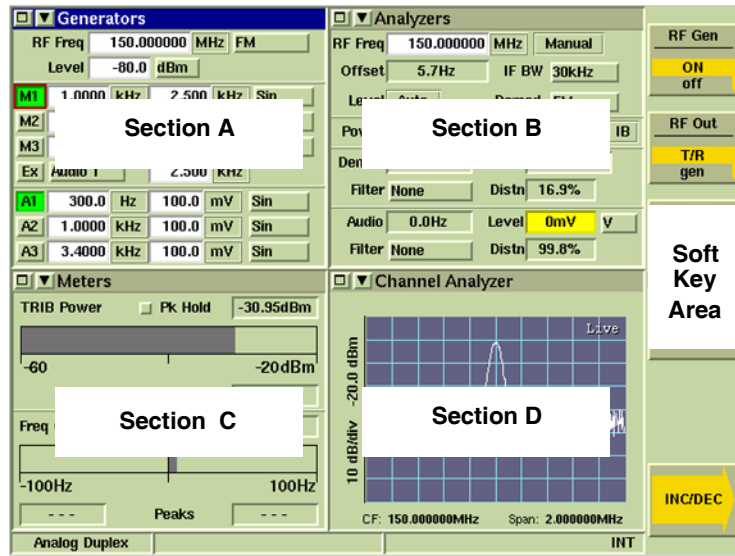 Generators
RF Freq 150.000000 MHz FM
Level -80.0 dBm
M1 1.0000 kHz 2.500 kHz Sin
M2
M3
Section A
Ex Audio 1 2.500 kHz
A1 300.0 Hz 100.0 mV Sin
A2 1.0000 kHz 100.0 mV Sin
A3 3.4000 kHz 100.0 mV Sin
Analyzers
RF Freq 150.000000 MHz Manual
Offset 5.7Hz IF BW 30kHz
Level Auto Demod FM
Section B
IB
Filter None Distn 16.9%
Audio 0.0Hz Level 0mV V
Filter None Distn 99.8%
Meters
TRIB Power Pk Hold -30.95dBm
-60 -20dBm
Section C
Freq
-100Hz 100Hz
- - - Peaks - - -
Channel Analyzer
Live
10 dB/div -20.0 dBm
Section D
CF: 150.000000MHz Span: 2.000000MHz
Analog Duplex INT
RF Gen
ON
off
RF Out
T/R
gen
Soft
Key
Area
INC/DEC